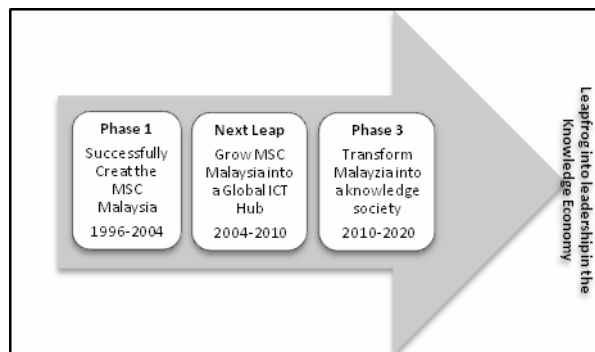 Phase 1
Successfully
Creat the
MSC
Malaysia
1996-2004
Next Leap
Grow MSC
Malaysia into
a Global ICT
Hub
2004-2010
Phase 3
Transform
Malayzia into
a knowledge
society
2010-2020
Leapfrog into leadership in the
Knowledge Economy